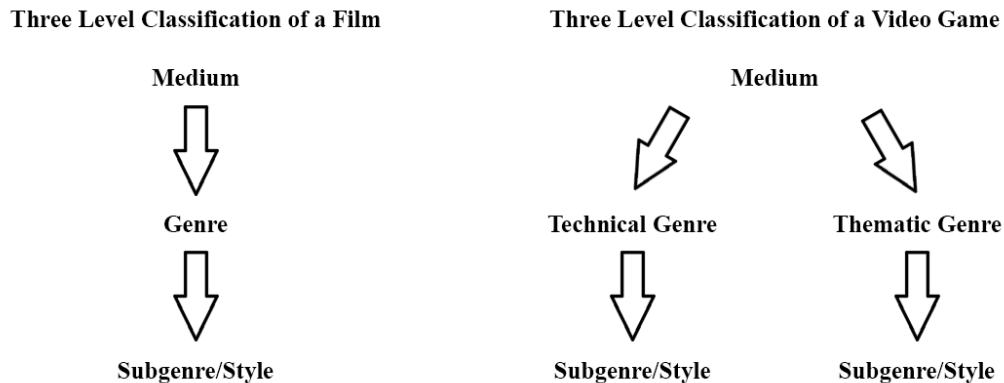 Three Level Classification of a Film
Medium
Genre
Subgenre/Style
Three Level Classification of a Video Game
Medium
Technical Genre
Thematic Genre
Subgenre/Style
Subgenre/Style